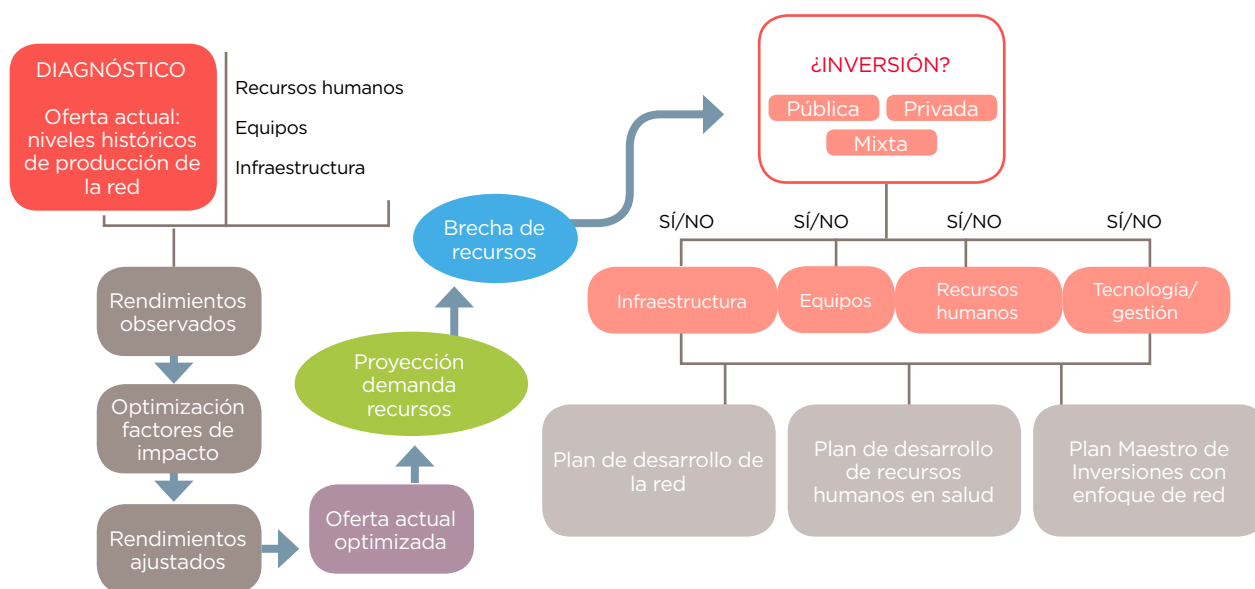 DIAGNÓSTICO
Oferta actual:
niveles históricos
de producción de
la red
Recursos humanos
Equipos
Infraestructura
Rendimientos
observados
Optimización
factores de
impacto
Rendimientos
ajustados
Oferta actual
optimizada
Proyección
demanda
recursos
Brecha de
recursos
¿INVERSIÓN?
Pública
Privada
Mixta
SÍ/NO
SÍ/NO
SÍ/NO
SÍ/NO
Infraestructura
Equipos
Recursos
humanos
Tecnología/
gestión
Plan de desarrollo de
la red
Plan de desarrollo
de recursos
humanos en salud
Plan Maestro de
Inversiones con
enfoque de red